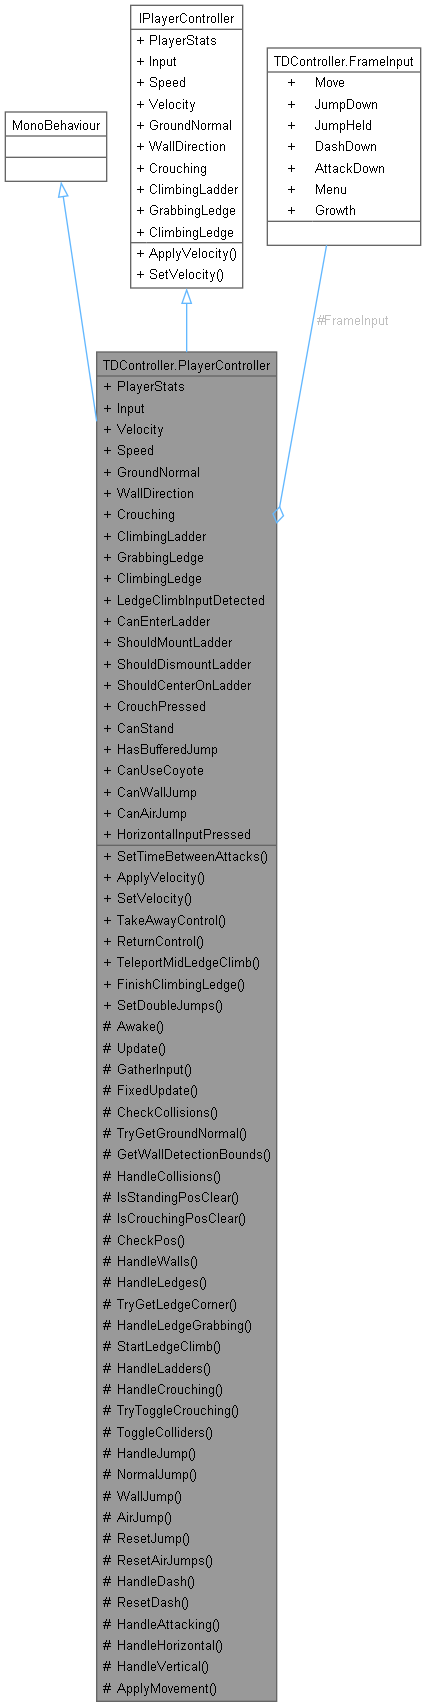 IPlayerController
+ PlayerStats
+ Input
+ Speed
+ Velocity
+ GroundNormal
+ WallDirection
+ Crouching
+ ClimbingLadder
+ GrabbingLedge
+ ClimbingLedge
+ ApplyVelocity()
+ SetVelocity()
TDController.FrameInput
+ Move
+ JumpDown
+ JumpHeld
+ DashDown
+ AttackDown
+ Menu
+ Growth
MonoBehaviour
#FrameInput
TDController.PlayerController
+ PlayerStats
+ Input
+ Velocity
+ Speed
+ GroundNormal
+ WallDirection
+ Crouching
+ ClimbingLadder
+ GrabbingLedge
+ ClimbingLedge
+ LedgeClimbInputDetected
+ CanEnterLadder
+ ShouldMountLadder
+ ShouldDismountLadder
+ ShouldCenterOnLadder
+ CrouchPressed
+ CanStand
+ HasBufferedJump
+ CanUseCoyote
+ CanWallJump
+ CanAirJump
+ HorizontalInputPressed
+ SetTimeBetweenAttacks()
+ ApplyVelocity()
+ SetVelocity()
+ TakeAwayControl()
+ ReturnControl()
+ TeleportMidLedgeClimb()
+ FinishClimbingLedge()
+ SetDoubleJumps()
# Awake()
# Update()
# GatherInput()
# FixedUpdate()
# CheckCollisions()
# TryGetGroundNormal()
# GetWallDetectionBounds()
# HandleCollisions()
# IsStandingPosClear()
# IsCrouchingPosClear()
# CheckPos()
# HandleWalls()
# HandleLedges()
# TryGetLedgeCorner()
# HandleLedgeGrabbing()
# StartLedgeClimb()
# HandleLadders()
# HandleCrouching()
# TryToggleCrouching()
# ToggleColliders()
# HandleJump()
# NormalJump()
# WallJump()
# AirJump()
# ResetJump()
# ResetAirJumps()
# HandleDash()
# ResetDash()
# HandleAttacking()
# HandleHorizontal()
# HandleVertical()
# ApplyMovement()